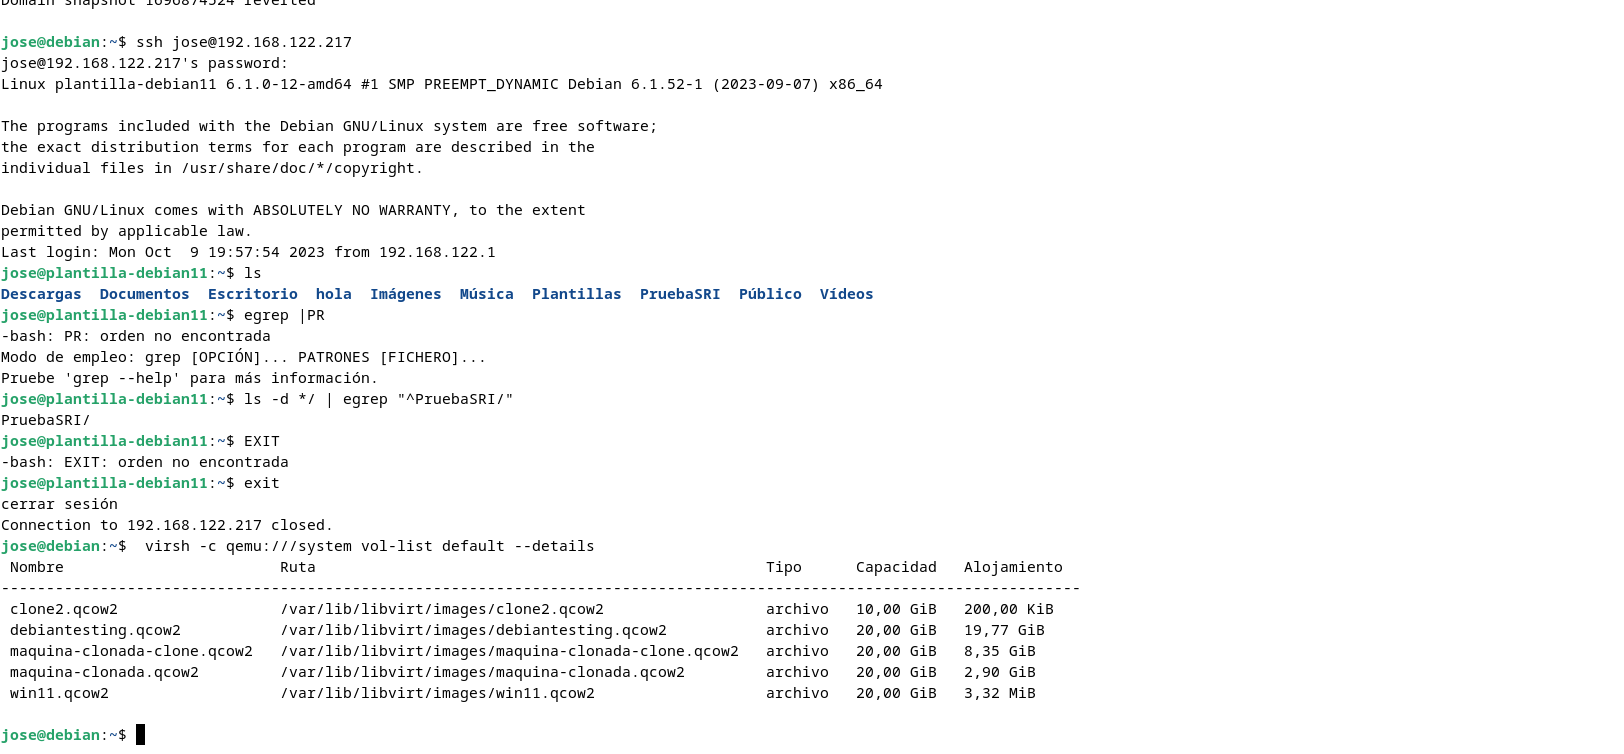 Domain snapshot 1696874524 reverted
jose@debian:~$ ssh jose@192.168.122.217
jose@192.168.122.217's password:
Linux plantilla-debian11 6.1.0-12-amd64 #1 SMP PREEMPT_DYNAMIC Debian 6.1.52-1 (2023-09-07) x86_64
The programs included with the Debian GNU/Linux system are free software;
the exact distribution terms for each program are described in the
individual files in /usr/share/doc/*/copyright.
Debian GNU/Linux comes with ABSOLUTELY NO WARRANTY, to the extent
permitted by applicable law.
Last login: Mon Oct  9 19:57:54 2023 from 192.168.122.1
jose@plantilla-debian11:~$ ls
Descargas  Documentos  Escritorio  hola  Imágenes  Música  Plantillas  PruebaSRI  Público  Vídeos
jose@plantilla-debian11:~$ egrep |PR
-bash: PR: orden no encontrada
Modo de empleo: grep [OPCIÓN]... PATRONES [FICHERO]...
Pruebe 'grep --help' para más información.
jose@plantilla-debian11:~$ ls -d */ | egrep "^PruebaSRI/"
PruebaSRI/
jose@plantilla-debian11:~$ EXIT
-bash: EXIT: orden no encontrada
jose@plantilla-debian11:~$ exit
cerrar sesión
Connection to 192.168.122.217 closed.
jose@debian:~$  virsh -c qemu:///system vol-list default --details
 Nombre                        Ruta                                                  Tipo      Capacidad   Alojamiento
------------------------------------------------------------------------------------------------------------------------
 clone2.qcow2                  /var/lib/libvirt/images/clone2.qcow2                  archivo   10,00 GiB   200,00 KiB
 debiantesting.qcow2           /var/lib/libvirt/images/debiantesting.qcow2           archivo   20,00 GiB   19,77 GiB
 maquina-clonada-clone.qcow2   /var/lib/libvirt/images/maquina-clonada-clone.qcow2   archivo   20,00 GiB   8,35 GiB
 maquina-clonada.qcow2         /var/lib/libvirt/images/maquina-clonada.qcow2         archivo   20,00 GiB   2,90 GiB
 win11.qcow2                   /var/lib/libvirt/images/win11.qcow2                   archivo   20,00 GiB   3,32 MiB
jose@debian:~$